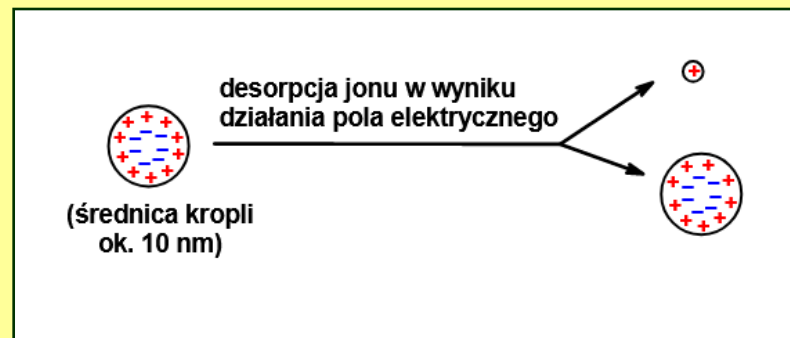 desorpcja jonu w wyniku
działania pola elektrycznego
(średnica kropli
ok. 10 nm)